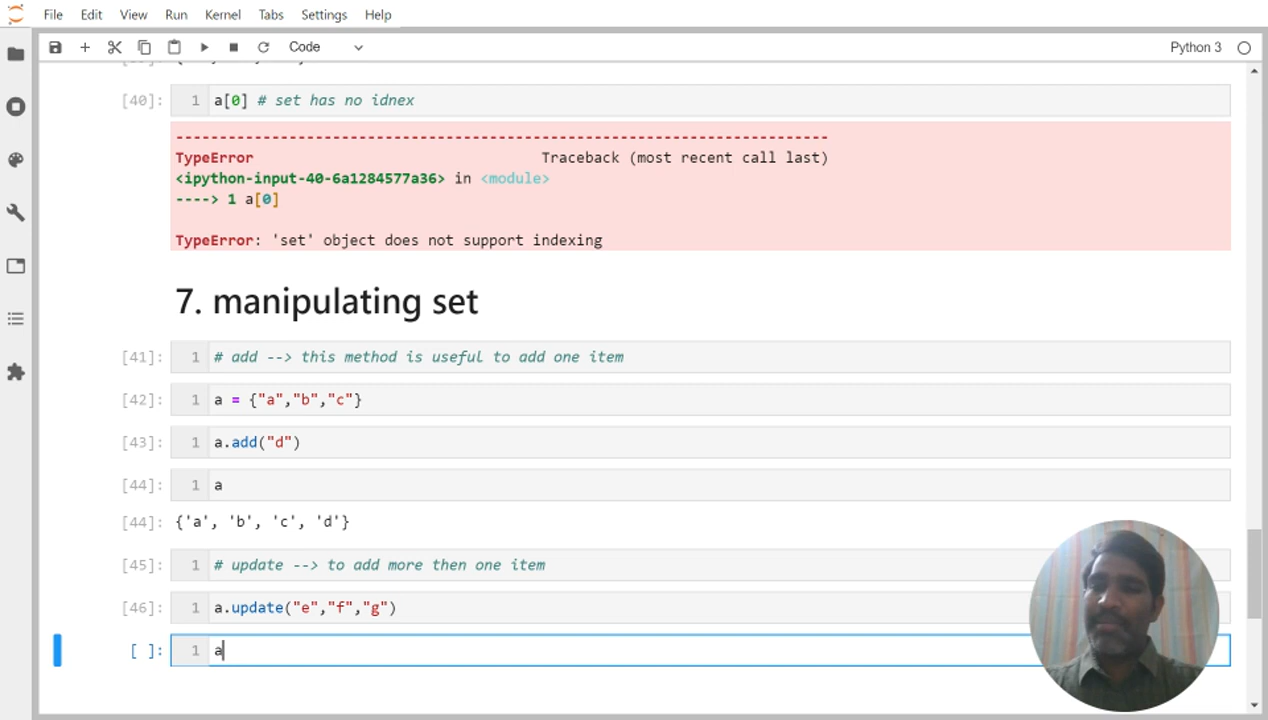 File Edit View Run Kernel Tabs Settings Help
Code Python 3
[40]: 1 a[0] # set has no idnex
---------------------------------------------------------------------------
TypeError Traceback (most recent call last)
<ipython-input-40-6a1284577a36> in <module>
----> 1 a[0]
TypeError: 'set' object does not support indexing
7. manipulating set
[41]: 1 # add --> this method is useful to add one item
[42]: 1 a = {"a","b","c"}
[43]: 1 a.add("d")
[44]: 1 a
[44]: {'a', 'b', 'c', 'd'}
[45]: 1 # update --> to add more then one item
[46]: 1 a.update("e","f","g")
[ ]: 1 a